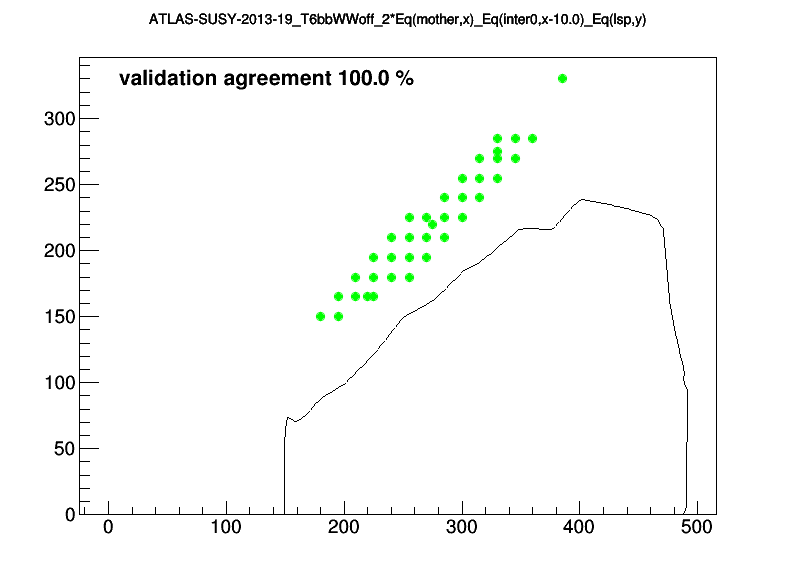 ATLAS-SUSY-2013-19_T6bbWWoff_2*Eq(mother,x)_Eq(inter0,x-10.0)_Eq(lsp,y)
validation agreement 100.0 %
300
250
200
150
100
50
0
0 100 200 300 400 500